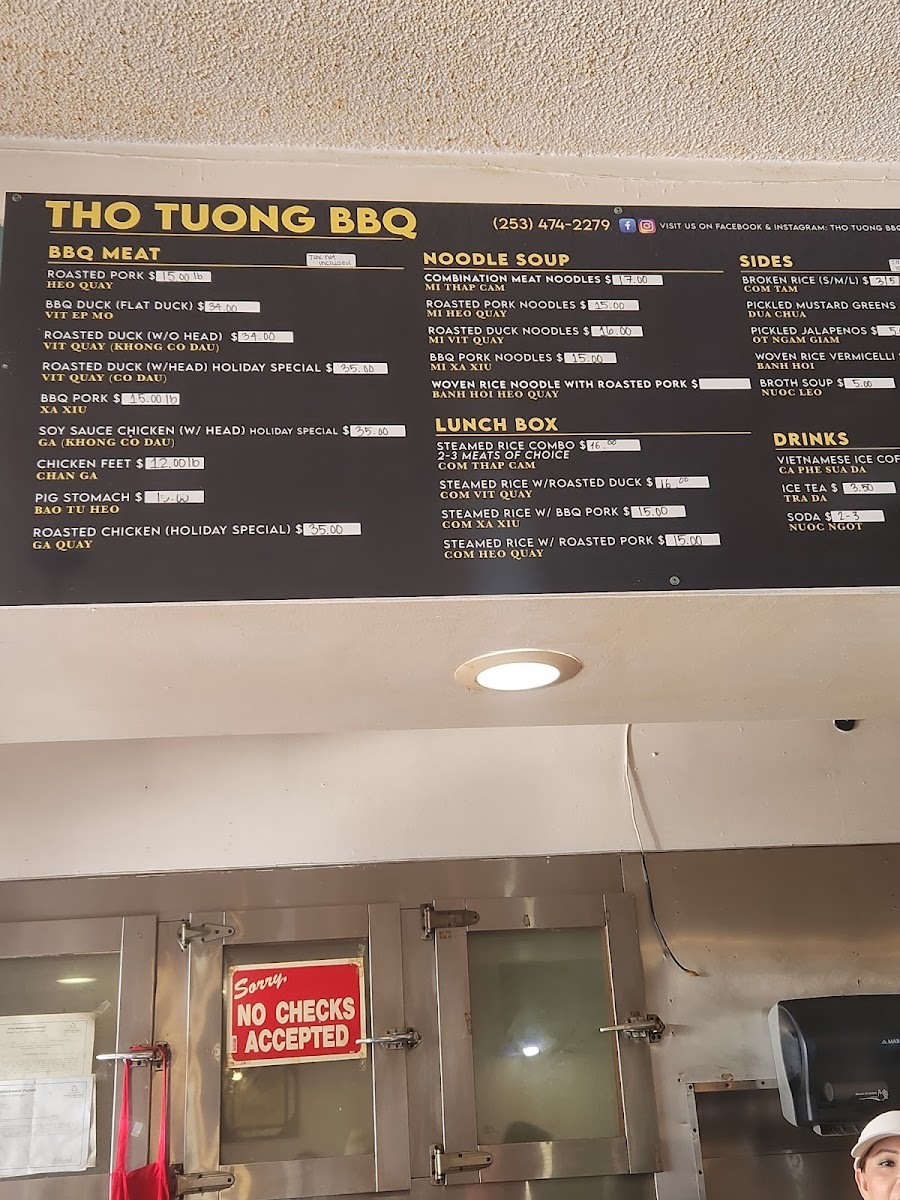 THO TUONG BBQ
(253) 474-2279
VISIT US ON FACEBOOK & INSTAGRAM: THO TUONG BBQ
BBQ MEAT
Tax not
included
ROASTED PORK $ 15.00 lb
HEO QUAY
BBQ DUCK (FLAT DUCK) $ 34.00
VIT EP MO
ROASTED DUCK (W/O HEAD) $ 34.00
VIT QUAY (KHONG CO DAU)
ROASTED DUCK (W/HEAD) HOLIDAY SPECIAL $ 35.00
VIT QUAY (CO DAU)
BBQ PORK $ 15.00 lb
XA XIU
SOY SAUCE CHICKEN (W/ HEAD) HOLIDAY SPECIAL $ 35.00
GA (KHONG CO DAU)
CHICKEN FEET $ 12.00 lb
CHAN GA
PIG STOMACH $
BAO TU HEO
ROASTED CHICKEN (HOLIDAY SPECIAL) $ 35.00
GA QUAY
NOODLE SOUP
COMBINATION MEAT NOODLES $ 17.00
MI THAP CAM
ROASTED PORK NOODLES $ 15.00
MI HEO QUAY
ROASTED DUCK NOODLES $ 16.00
MI VIT QUAY
BBQ PORK NOODLES $ 15.00
MI XA XIU
WOVEN RICE NOODLE WITH ROASTED PORK $
BANH HOI HEO QUAY
LUNCH BOX
STEAMED RICE COMBO $ 16.00
2-3 MEATS OF CHOICE
COM THAP CAM
STEAMED RICE W/ROASTED DUCK $ 16.00
COM VIT QUAY
STEAMED RICE W/ BBQ PORK $ 15.00
COM XA XIU
STEAMED RICE W/ ROASTED PORK $ 15.00
COM HEO QUAY
SIDES
BROKEN RICE (S/M/L) $ 3/5
COM TAM
PICKLED MUSTARD GREENS
DUA CHUA
PICKLED JALAPENOS $
OT NGAM GIAM
WOVEN RICE VERMICELLI
BANH HOI
BROTH SOUP $ 5.00
NUOC LEO
DRINKS
VIETNAMESE ICE COF
CA PHE SUA DA
ICE TEA $ 3.50
TRA DA
SODA $ 2-3
NUOC NGOT
Sorry,
NO CHECKS
ACCEPTED